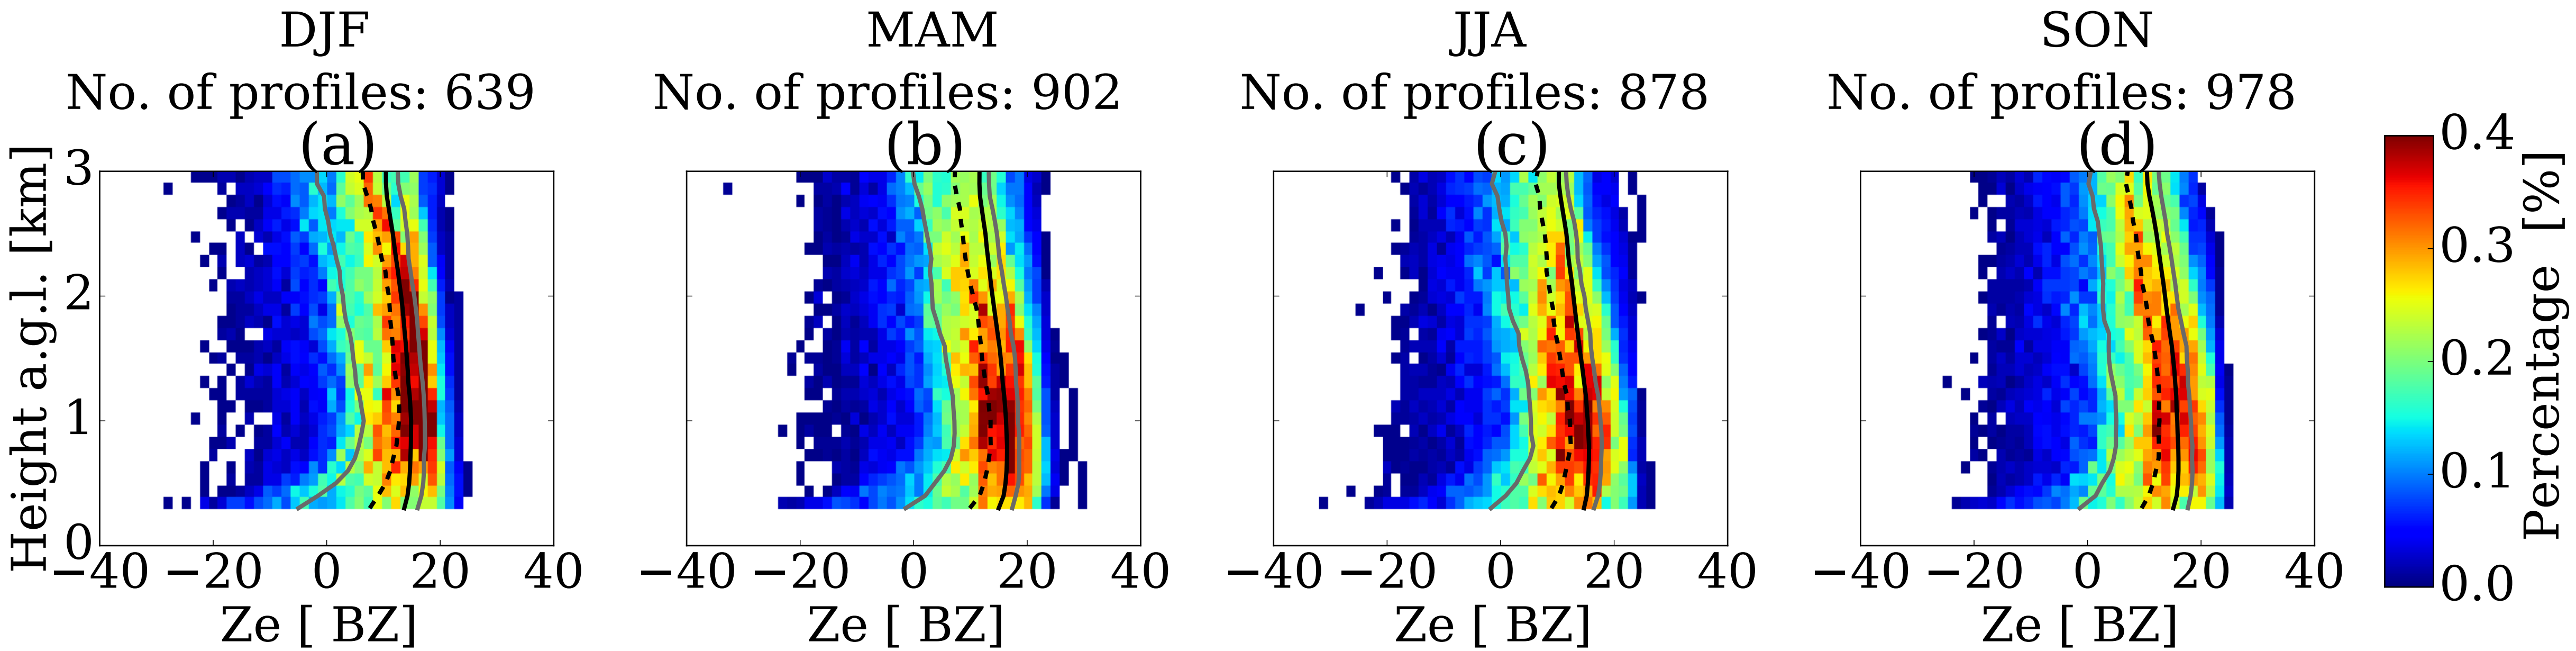 DJF
No. of profiles: 639
(a)
MAM
No. of profiles: 902
(b)
JJA
No. of profiles: 878
(c)
SON
No. of profiles: 978
(d)
Height a.g.l. [km]
3
2
1
0
−40 −20 0 20 40
Ze [ BZ]
−40 −20 0 20 40
Ze [ BZ]
−40 −20 0 20 40
Ze [ BZ]
−40 −20 0 20 40
Ze [ BZ]
0.4
0.3
0.2
0.1
0.0
Percentage [%]